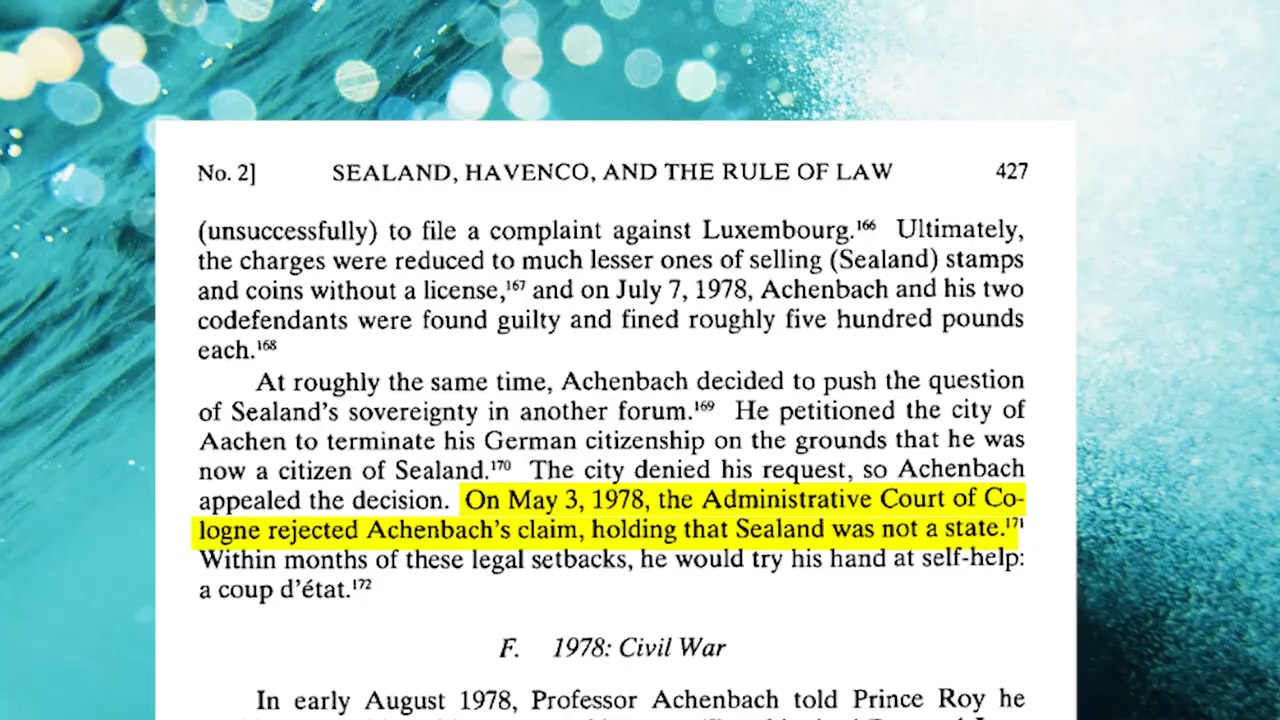 No. 2] SEALAND, HAVENCO, AND THE RULE OF LAW 427
(unsuccessfully) to file a complaint against Luxembourg.¹⁶⁶ Ultimately,
the charges were reduced to much lesser ones of selling (Sealand) stamps
and coins without a license,¹⁶⁷ and on July 7, 1978, Achenbach and his two
codefendants were found guilty and fined roughly five hundred pounds
each.¹⁶⁸
At roughly the same time, Achenbach decided to push the question
of Sealand's sovereignty in another forum.¹⁶⁹ He petitioned the city of
Aachen to terminate his German citizenship on the grounds that he was
now a citizen of Sealand.¹⁷⁰ The city denied his request, so Achenbach
appealed the decision. On May 3, 1978, the Administrative Court of Co-
logne rejected Achenbach's claim, holding that Sealand was not a state.¹⁷¹
Within months of these legal setbacks, he would try his hand at self-help:
a coup d'état.¹⁷²
F. 1978: Civil War
In early August 1978, Professor Achenbach told Prince Roy he